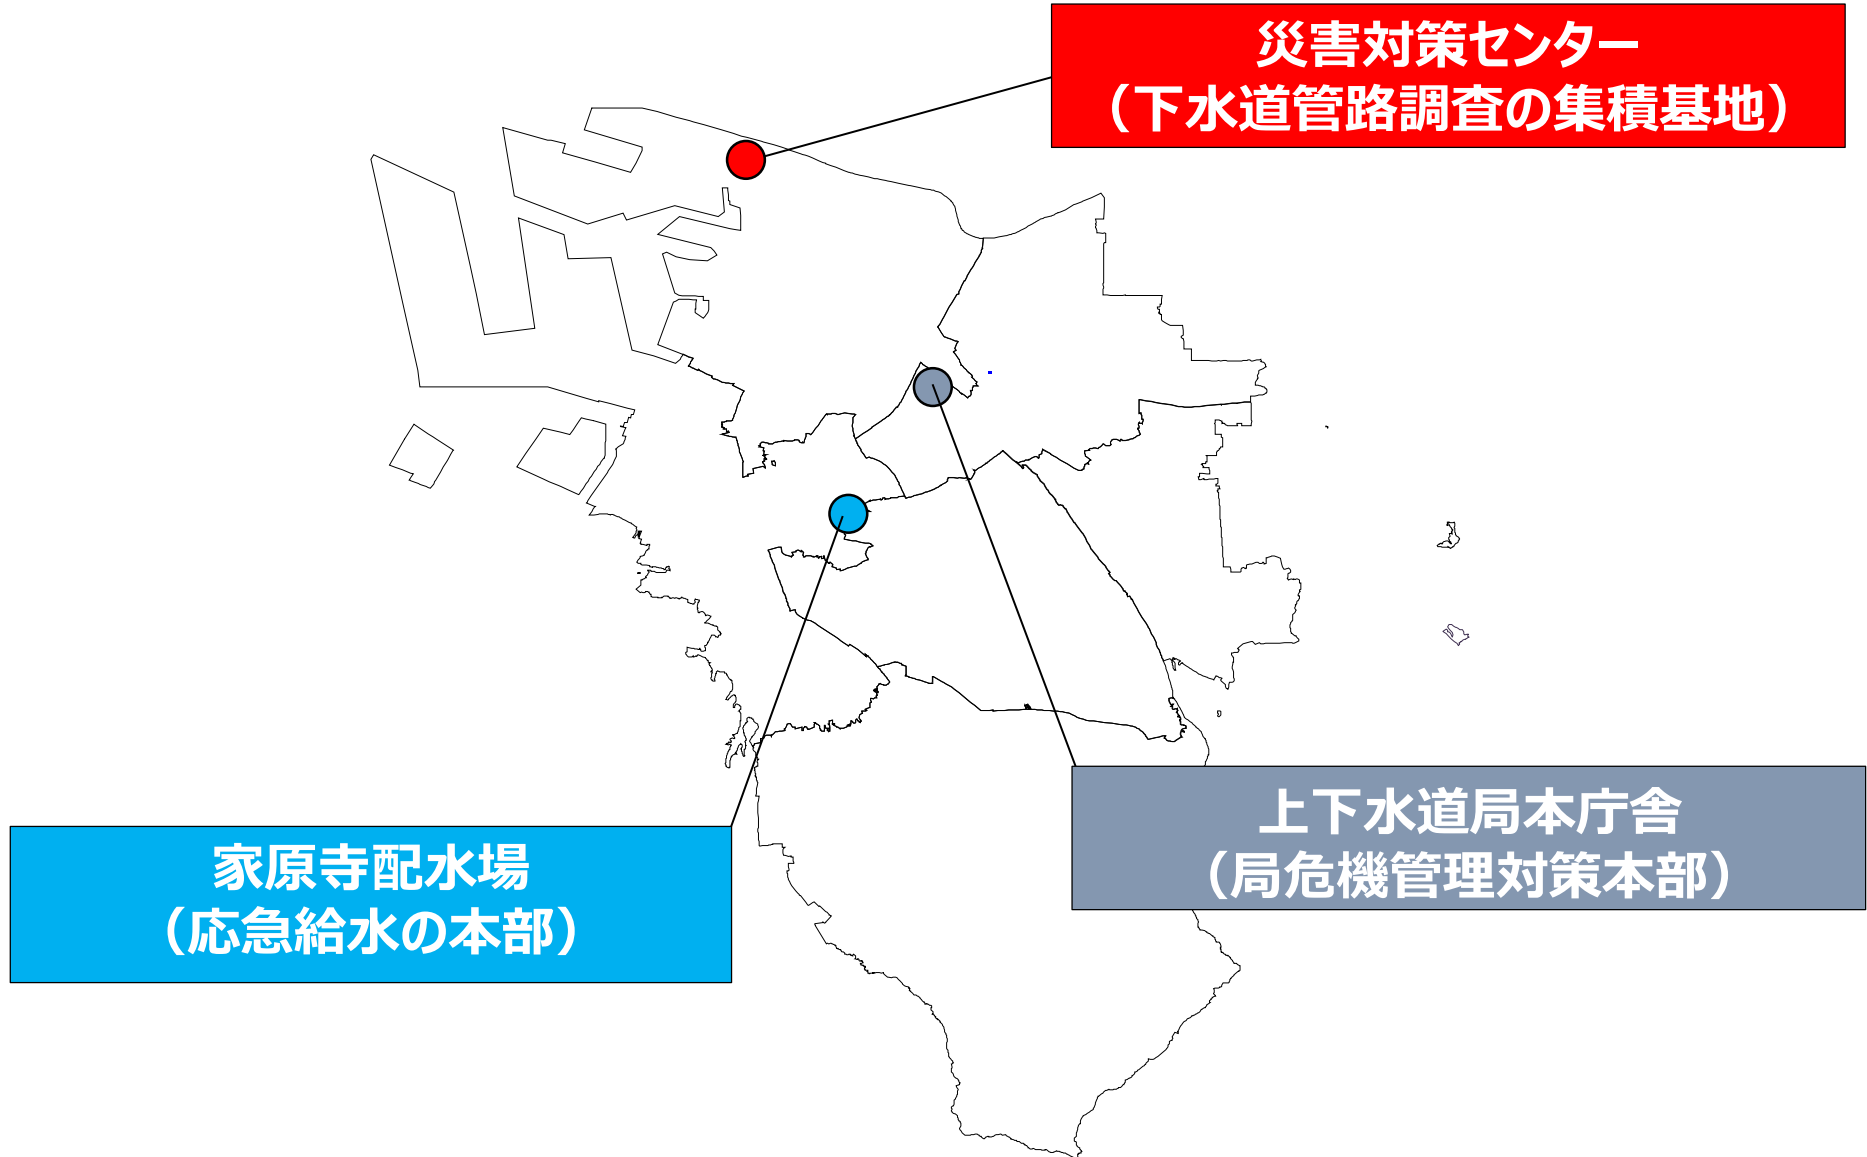 災害対策センター
（下水道管路調査の集積基地）
上下水道局本庁舎
（局危機管理対策本部）
家原寺配水場
（応急給水の本部）